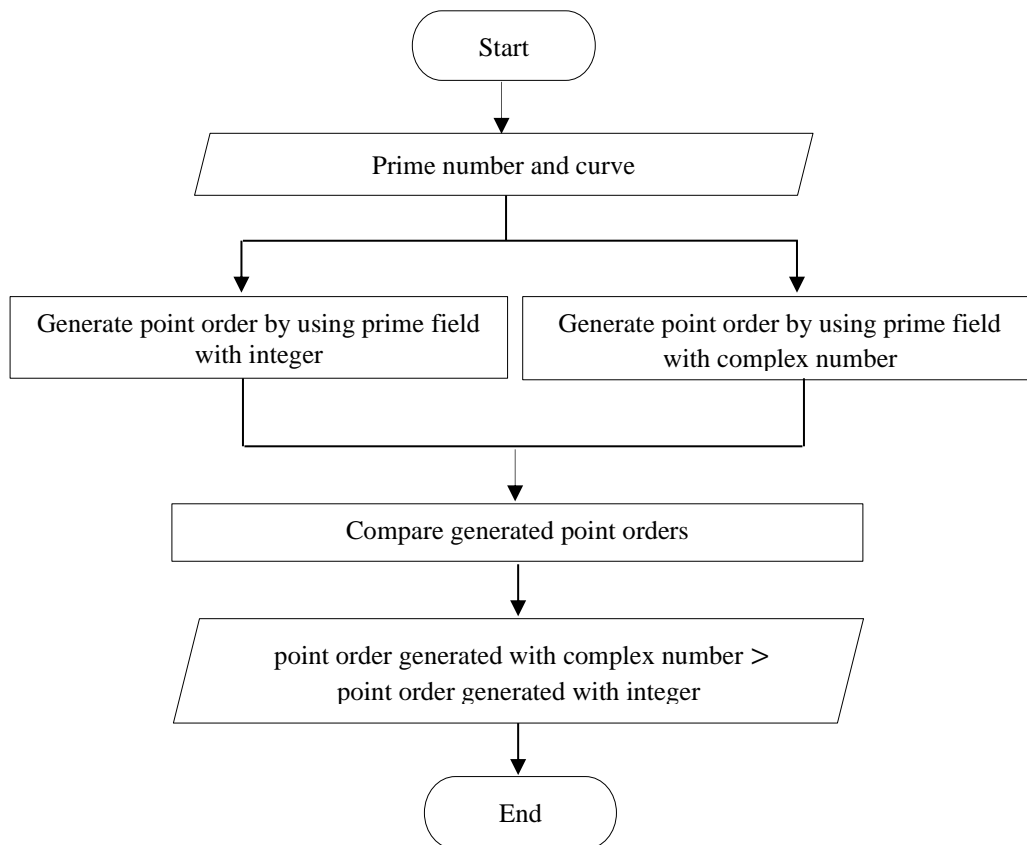 Start
Prime number and curve
Generate point order by using prime field
with integer
Generate point order by using prime field
with complex number
Compare generated point orders
point order generated with complex number >
point order generated with integer
End